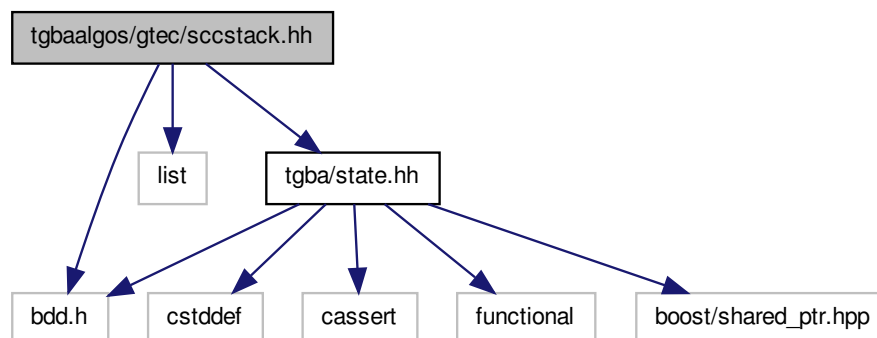 tgbaalgos/gtec/sccstack.hh
list
tgba/state.hh
bdd.h
cstddef
cassert
functional
boost/shared_ptr.hpp